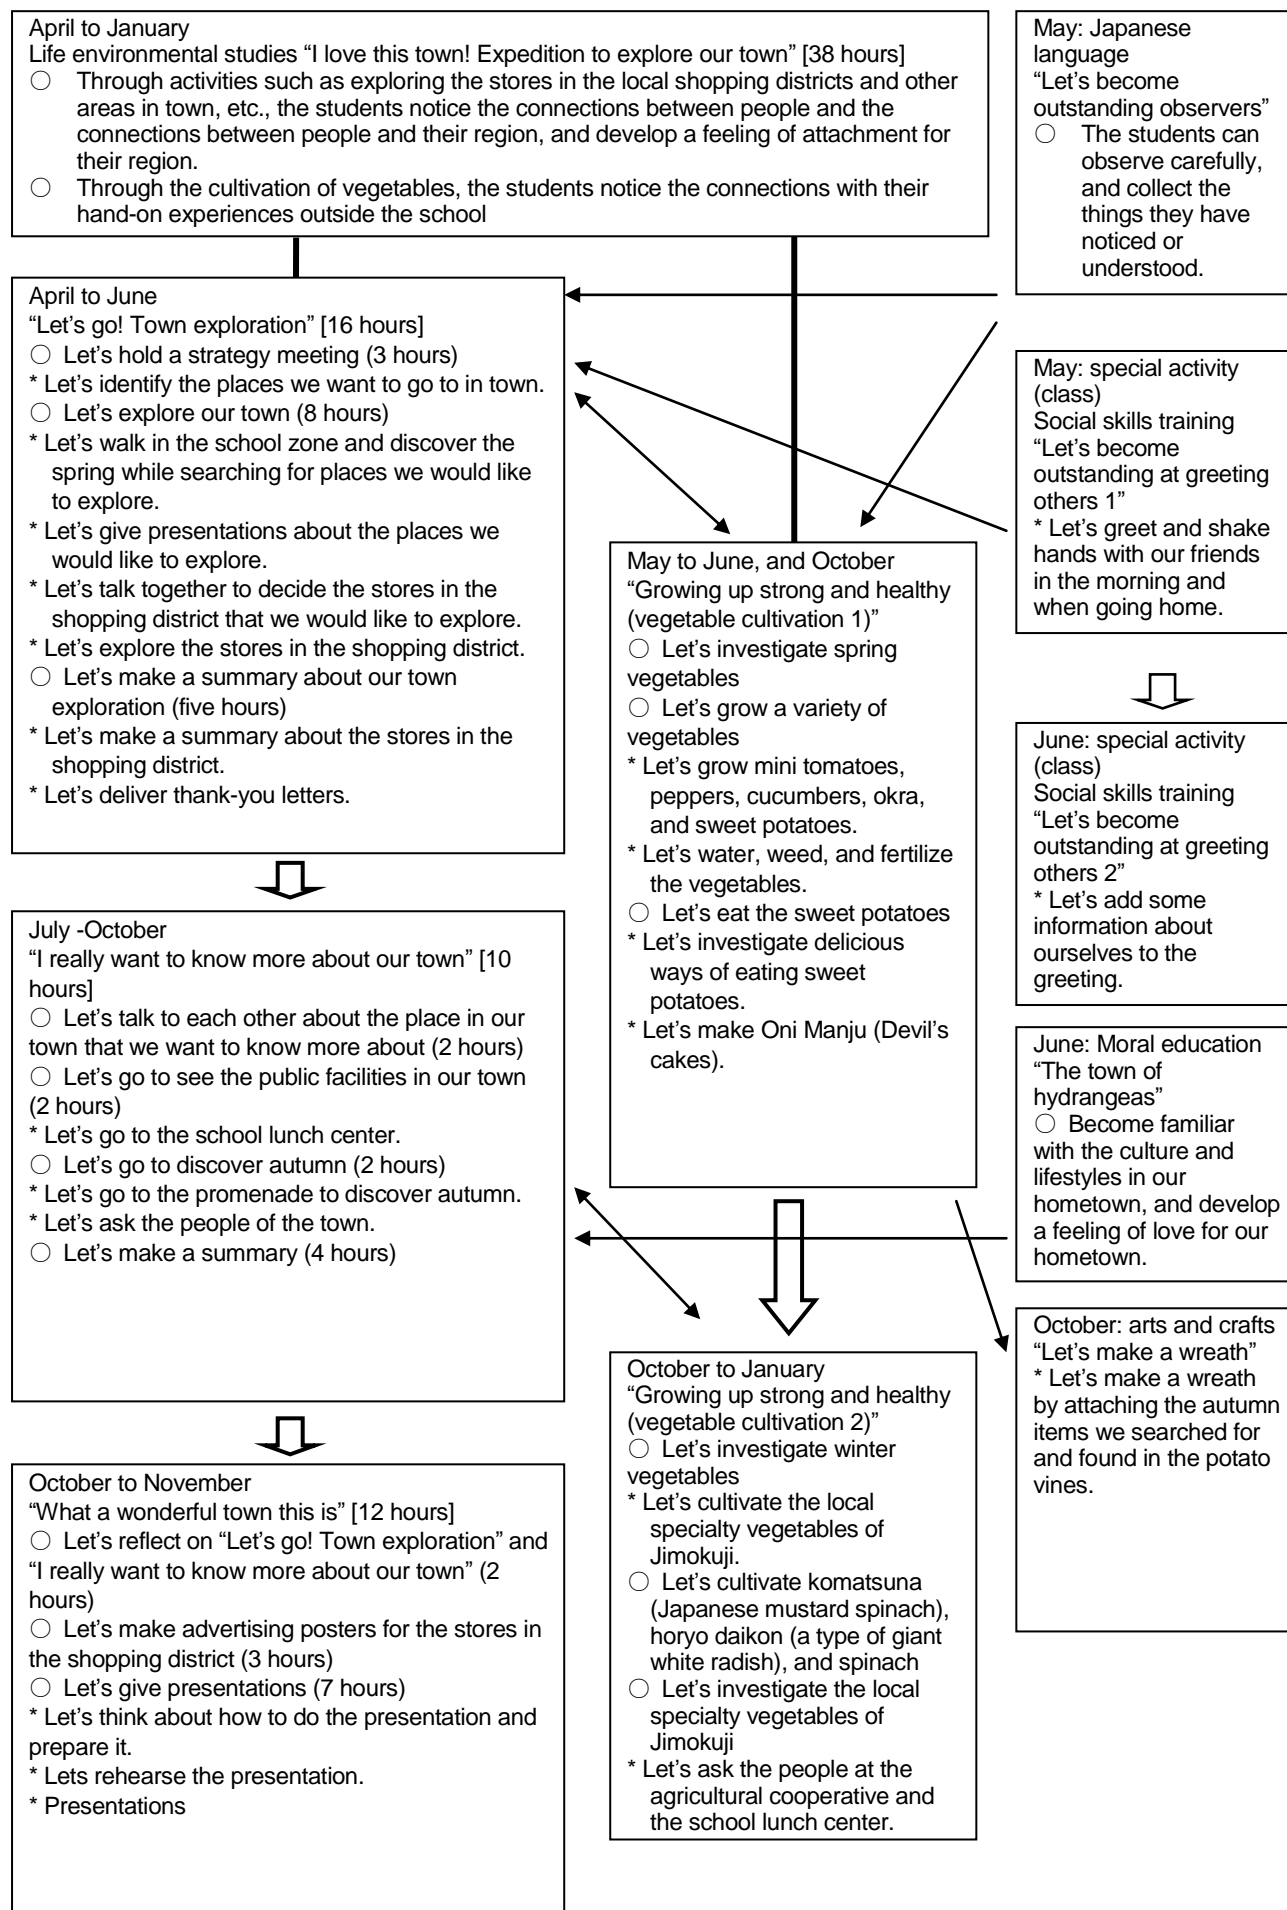 April to January
Life environmental studies “I love this town! Expedition to explore our town” [38 hours]
○ Through activities such as exploring the stores in the local shopping districts and other
areas in town, etc., the students notice the connections between people and the
connections between people and their region, and develop a feeling of attachment for
their region.
○ Through the cultivation of vegetables, the students notice the connections with their
hand-on experiences outside the school
May: Japanese
language
“Let’s become
outstanding observers”
○ The students can
observe carefully,
and collect the
things they have
noticed or
understood.
April to June
“Let’s go! Town exploration” [16 hours]
○ Let’s hold a strategy meeting (3 hours)
* Let’s identify the places we want to go to in town.
○ Let’s explore our town (8 hours)
* Let’s walk in the school zone and discover the
spring while searching for places we would like
to explore.
* Let’s give presentations about the places we
would like to explore.
* Let’s talk together to decide the stores in the
shopping district that we would like to explore.
* Let’s explore the stores in the shopping district.
○ Let’s make a summary about our town
exploration (five hours)
* Let’s make a summary about the stores in the
shopping district.
* Let’s deliver thank-you letters.
May: special activity
(class)
Social skills training
“Let’s become
outstanding at greeting
others 1”
* Let’s greet and shake
hands with our friends
in the morning and
when going home.
May to June, and October
“Growing up strong and healthy
(vegetable cultivation 1)”
○ Let’s investigate spring
vegetables
○ Let’s grow a variety of
vegetables
* Let’s grow mini tomatoes,
peppers, cucumbers, okra,
and sweet potatoes.
* Let’s water, weed, and fertilize
the vegetables.
○ Let’s eat the sweet potatoes
* Let’s investigate delicious
ways of eating sweet
potatoes.
* Let’s make Oni Manju (Devil’s
cakes).
June: special activity
(class)
Social skills training
“Let’s become
outstanding at greeting
others 2”
* Let’s add some
information about
ourselves to the
greeting.
July -October
“I really want to know more about our town” [10
hours]
○ Let’s talk to each other about the place in our
town that we want to know more about (2 hours)
○ Let’s go to see the public facilities in our town
(2 hours)
* Let’s go to the school lunch center.
○ Let’s go to discover autumn (2 hours)
* Let’s go to the promenade to discover autumn.
* Let’s ask the people of the town.
○ Let’s make a summary (4 hours)
June: Moral education
“The town of
hydrangeas”
○ Become familiar
with the culture and
lifestyles in our
hometown, and develop
a feeling of love for our
hometown.
October: arts and crafts
“Let’s make a wreath”
* Let’s make a wreath
by attaching the autumn
items we searched for
and found in the potato
vines.
October to January
“Growing up strong and healthy
(vegetable cultivation 2)”
○ Let’s investigate winter
vegetables
* Let’s cultivate the local
specialty vegetables of
Jimokuji.
○ Let’s cultivate komatsuna
(Japanese mustard spinach),
horyo daikon (a type of giant
white radish), and spinach
○ Let’s investigate the local
specialty vegetables of
Jimokuji
* Let’s ask the people at the
agricultural cooperative and
the school lunch center.
October to November
“What a wonderful town this is” [12 hours]
○ Let’s reflect on “Let’s go! Town exploration” and
“I really want to know more about our town” (2
hours)
○ Let’s make advertising posters for the stores in
the shopping district (3 hours)
○ Let’s give presentations (7 hours)
* Let’s think about how to do the presentation and
prepare it.
* Lets rehearse the presentation.
* Presentations